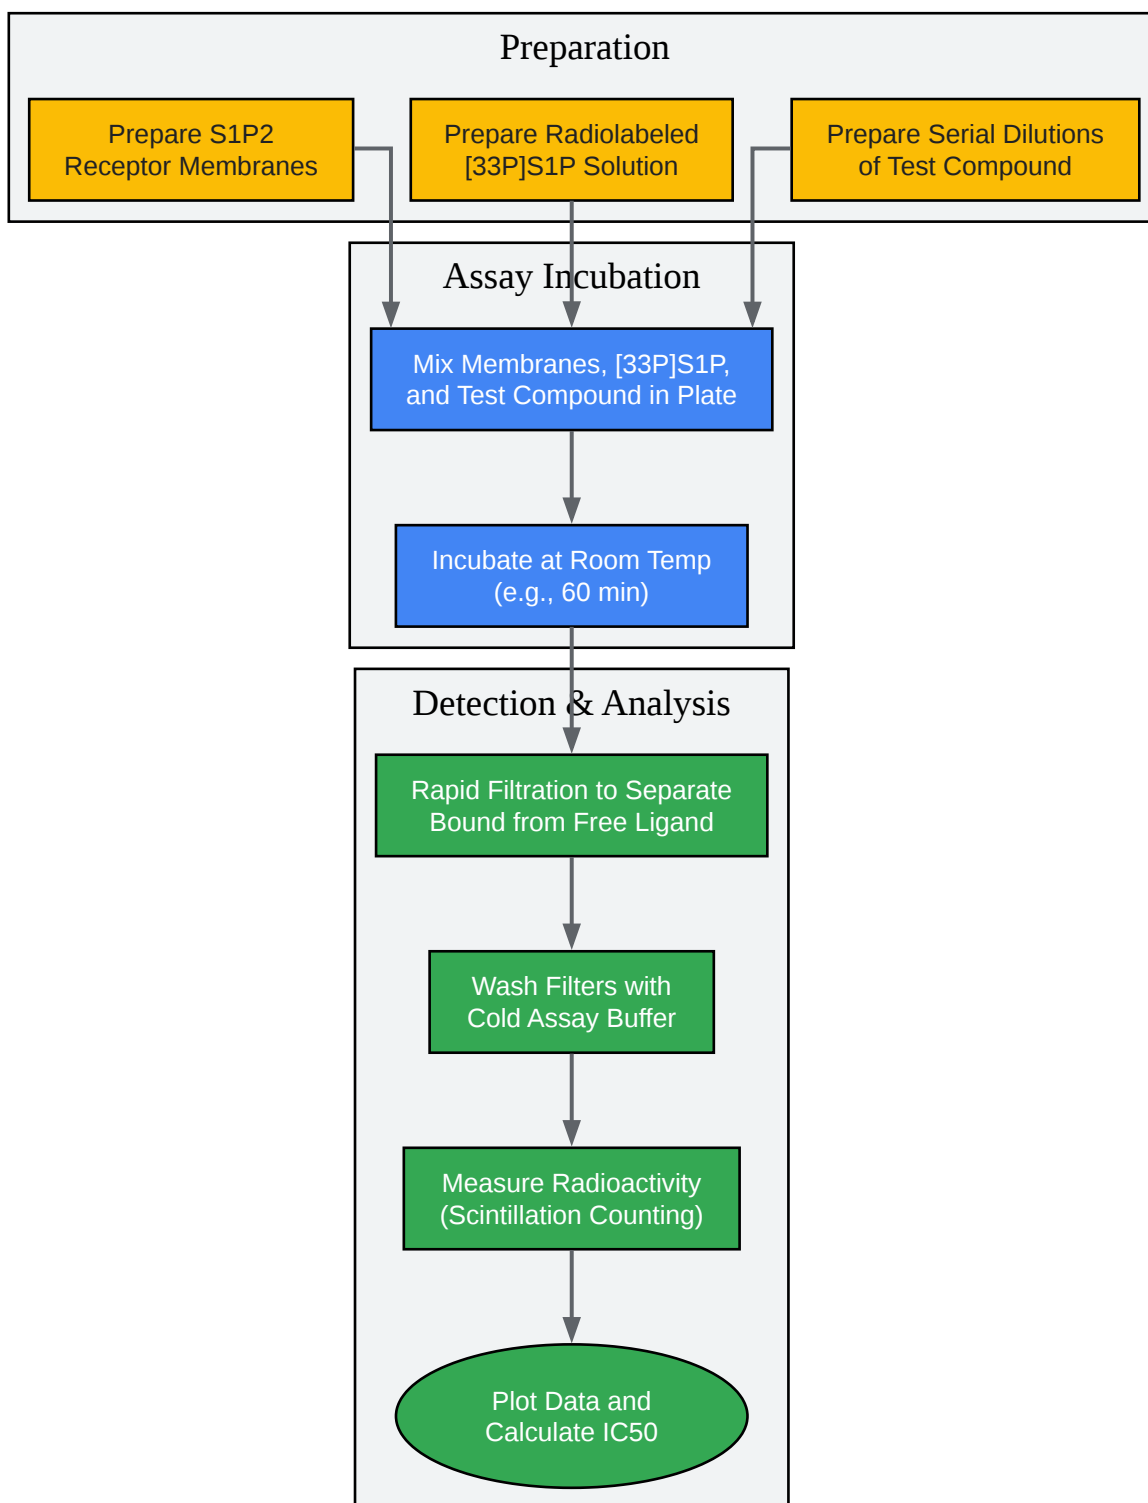 Preparation
Prepare S1P2
Receptor Membranes
Prepare Radiolabeled
[33P]S1P Solution
Prepare Serial Dilutions
of Test Compound
Assay Incubation
Mix Membranes, [33P]S1P,
and Test Compound in Plate
Incubate at Room Temp
(e.g., 60 min)
Detection & Analysis
Rapid Filtration to Separate
Bound from Free Ligand
Wash Filters with
Cold Assay Buffer
Measure Radioactivity
(Scintillation Counting)
Plot Data and
Calculate IC50